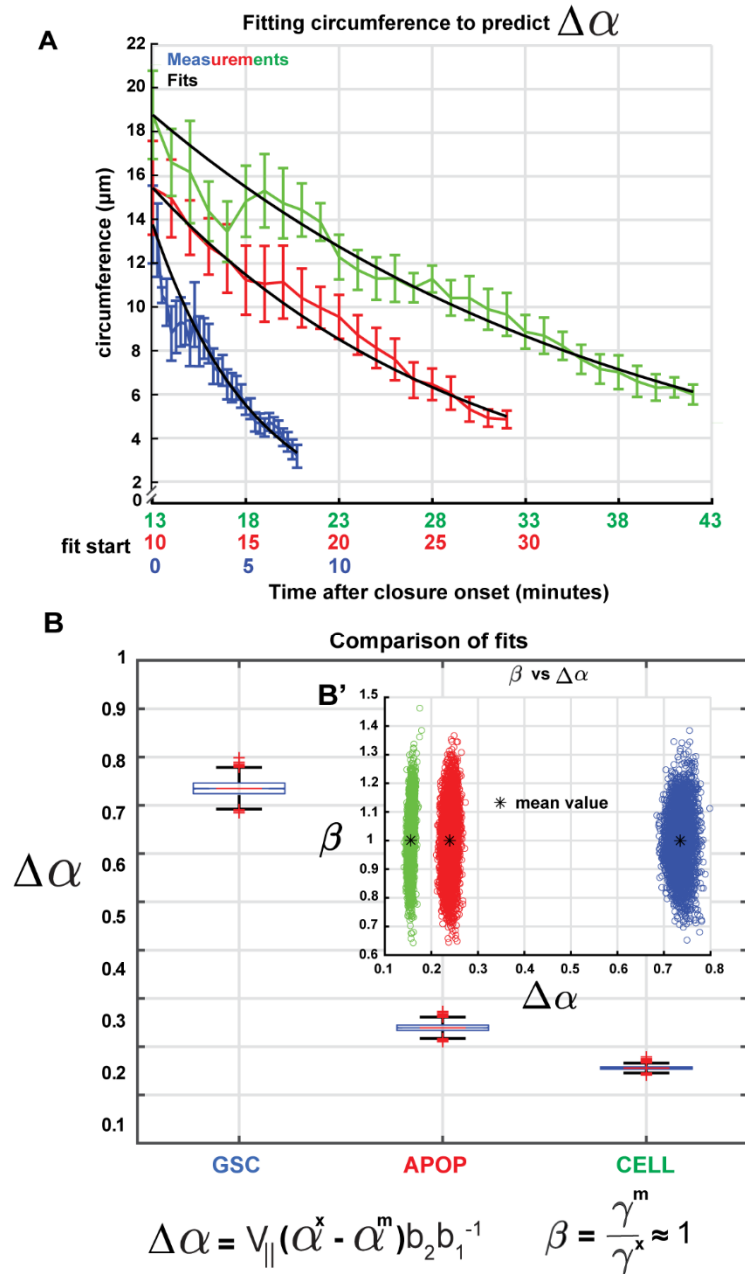 A
Fitting circumference to predict Δα
Measurements
Fits
circumference (µm)
22
20
18
16
14
12
10
8
6
4
2
0
13 18 23 28 33 38 43
fit start 10 15 20 25 30
0 5 10
Time after closure onset (minutes)
B
Comparison of fits
Δα
1
0.9
0.8
0.7
0.6
0.5
0.4
0.3
0.2
0.1
B'
β vs Δα
β
1.5
1.4
1.3
1.2
1.1
1
0.9
0.8
0.7
0.6
* mean value
0.1 0.2 0.3 0.4 0.5 0.6 0.7 0.8
Δα
GSC APOP CELL
Δα = V||(αˣ - αᵐ)b₂b₁⁻¹
β = γᵐ/γˣ ≈ 1